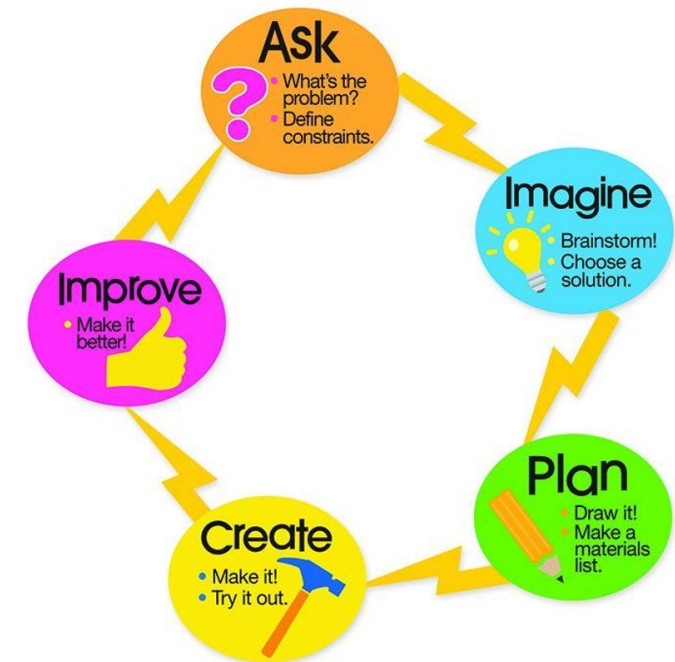 Ask
• What's the
problem?
• Define
constraints.
Imagine
• Brainstorm!
• Choose a
solution.
Plan
• Draw it!
• Make a
materials
list.
Create
• Make it!
• Try it out.
Improve
• Make it
better!